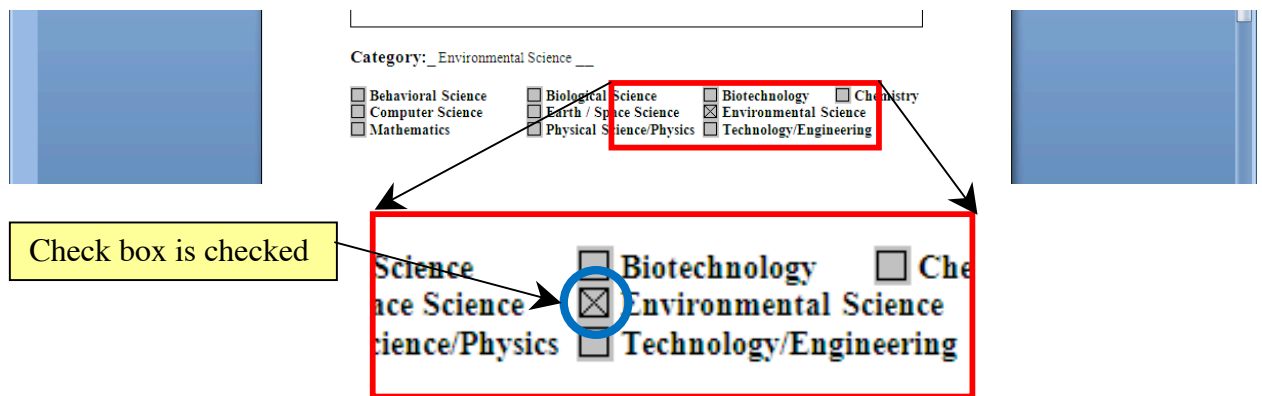 Category:_ Environmental Science __
Behavioral Science Biological Science Biotechnology Chemistry
Computer Science Earth / Space Science Environmental Science
Mathematics Physical Science/Physics Technology/Engineering
Check box is checked
Science Biotechnology Che
ace Science Environmental Science
cience/Physics Technology/Engineering